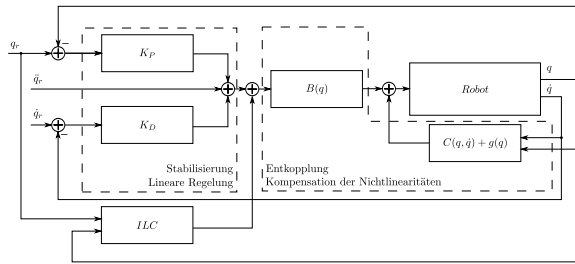 q_r
−
K_P
q̈_r
q̇_r
−
K_D
B(q)
Robot
q
q̇
C(q, q̇) + g(q)
Stabilisierung
Lineare Regelung
Entkopplung
Kompensation der Nichtlinearitäten
ILC